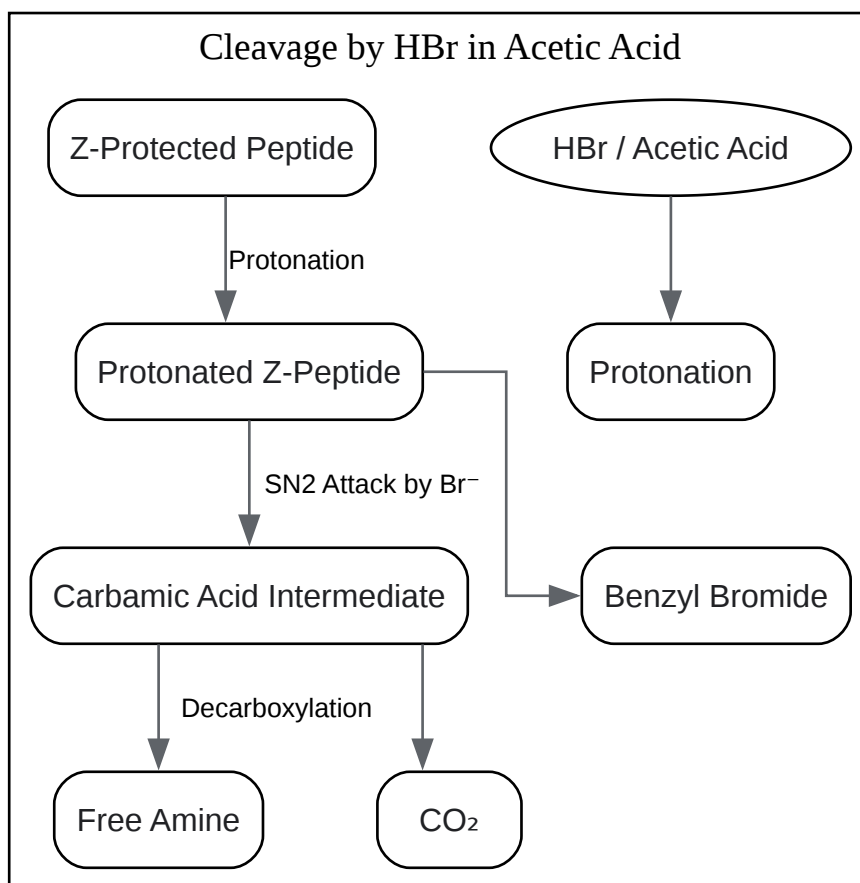 Cleavage by HBr in Acetic Acid
Z-Protected Peptide
HBr / Acetic Acid
Protonation
Protonated Z-Peptide
Protonation
SN2 Attack by Br⁻
Carbamic Acid Intermediate
Benzyl Bromide
Decarboxylation
Free Amine
CO₂